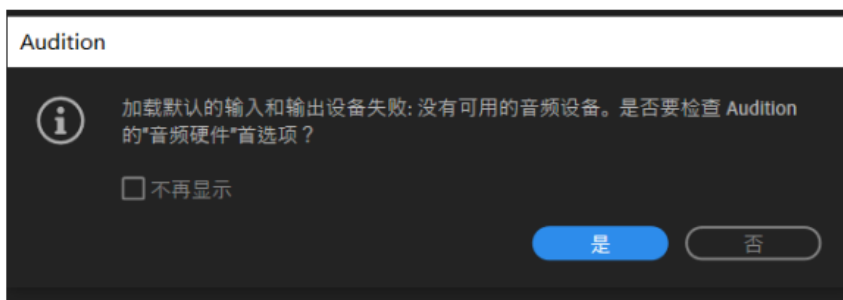 Audition
加载默认的输入和输出设备失败: 没有可用的音频设备。是否要检查 Audition
的"音频硬件"首选项？
不再显示
是
否